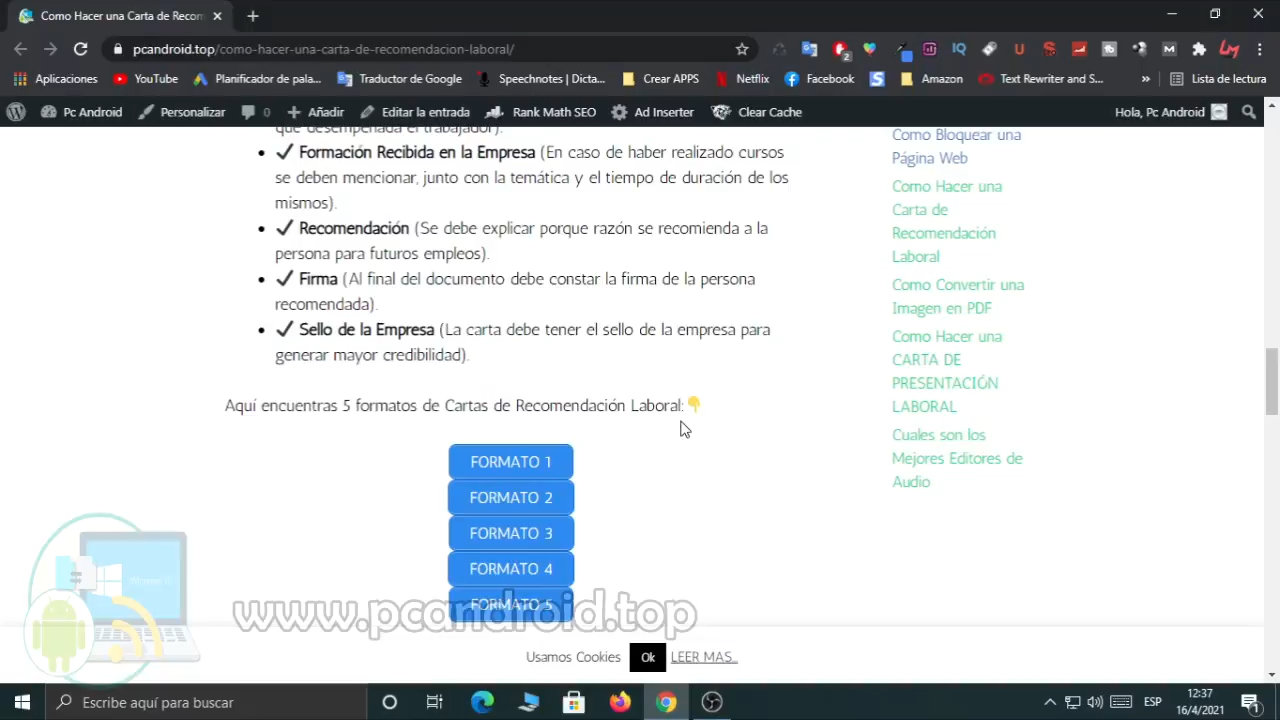 Como Hacer una Carta de Recom
pcandroid.top/como-hacer-una-carta-de-recomendacion-laboral/
2
Aplicaciones
YouTube
Planificador de pala...
Traductor de Google
Speechnotes | Dicta...
Crear APPS
Netflix
Facebook
Amazon
Text Rewriter and S...
»
Lista de lectura
Pc Android
Personalizar
0
Añadir
Editar la entrada
Rank Math SEO
Ad Inserter
Clear Cache
Hola, Pc Android
que desempeñada el trabajador).
✔ Formación Recibida en la Empresa (En caso de haber realizado cursos
se deben mencionar, junto con la temática y el tiempo de duración de los
mismos).
✔ Recomendación (Se debe explicar porque razón se recomienda a la
persona para futuros empleos).
✔ Firma (Al final del documento debe constar la firma de la persona
recomendada).
✔ Sello de la Empresa (La carta debe tener el sello de la empresa para
generar mayor credibilidad).
Aquí encuentras 5 formatos de Cartas de Recomendación Laboral:👇
FORMATO 1
FORMATO 2
FORMATO 3
FORMATO 4
FORMATO 5
www.pcandroid.top
Como Bloquear una
Página Web
Como Hacer una
Carta de
Recomendación
Laboral
Como Convertir una
Imagen en PDF
Como Hacer una
CARTA DE
PRESENTACIÓN
LABORAL
Cuales son los
Mejores Editores de
Audio
Usamos Cookies
Ok
LEER MAS...
Escribe aquí para buscar
ESP
12:37
16/4/2021
1